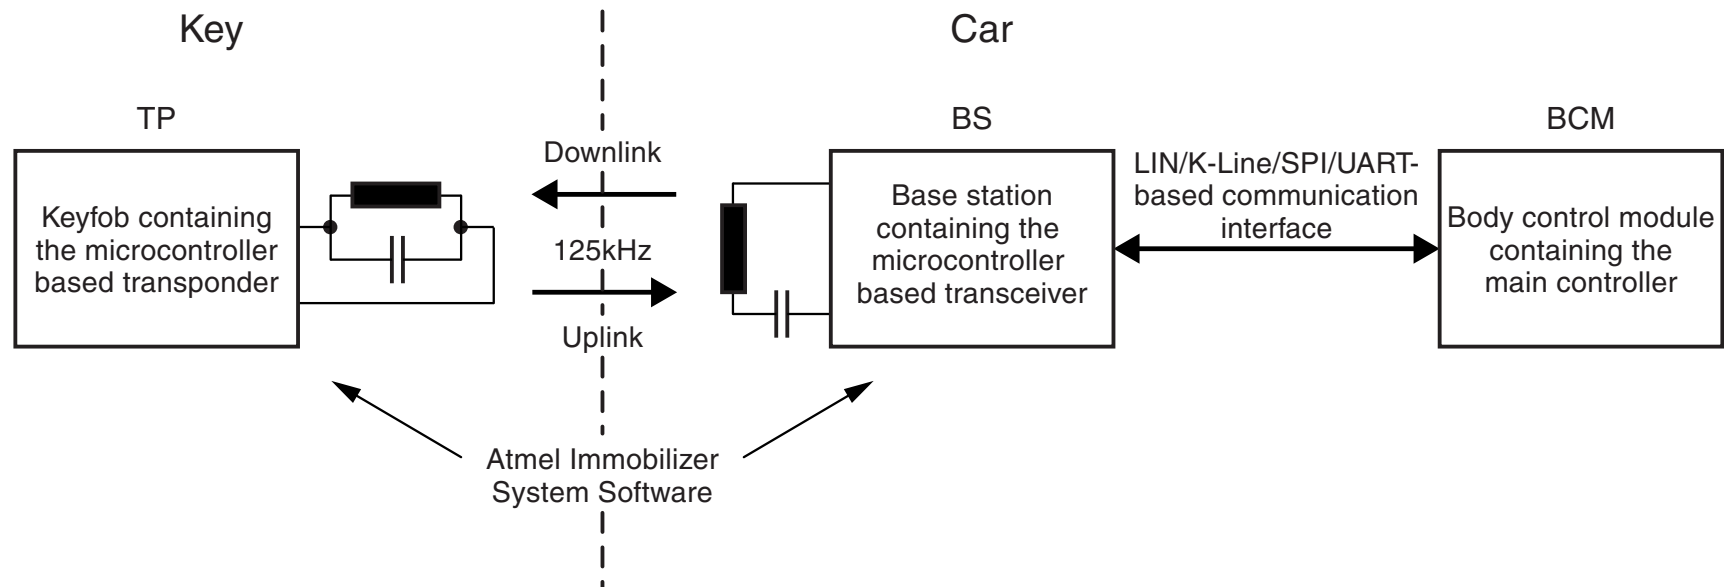 Key
Car
TP
BS
BCM
Keyfob containing
the microcontroller
based transponder
Downlink
125kHz
Uplink
Base station
containing the
microcontroller
based transceiver
LIN/K-Line/SPI/UART-
based communication
interface
Body control module
containing the
main controller
Atmel Immobilizer
System Software